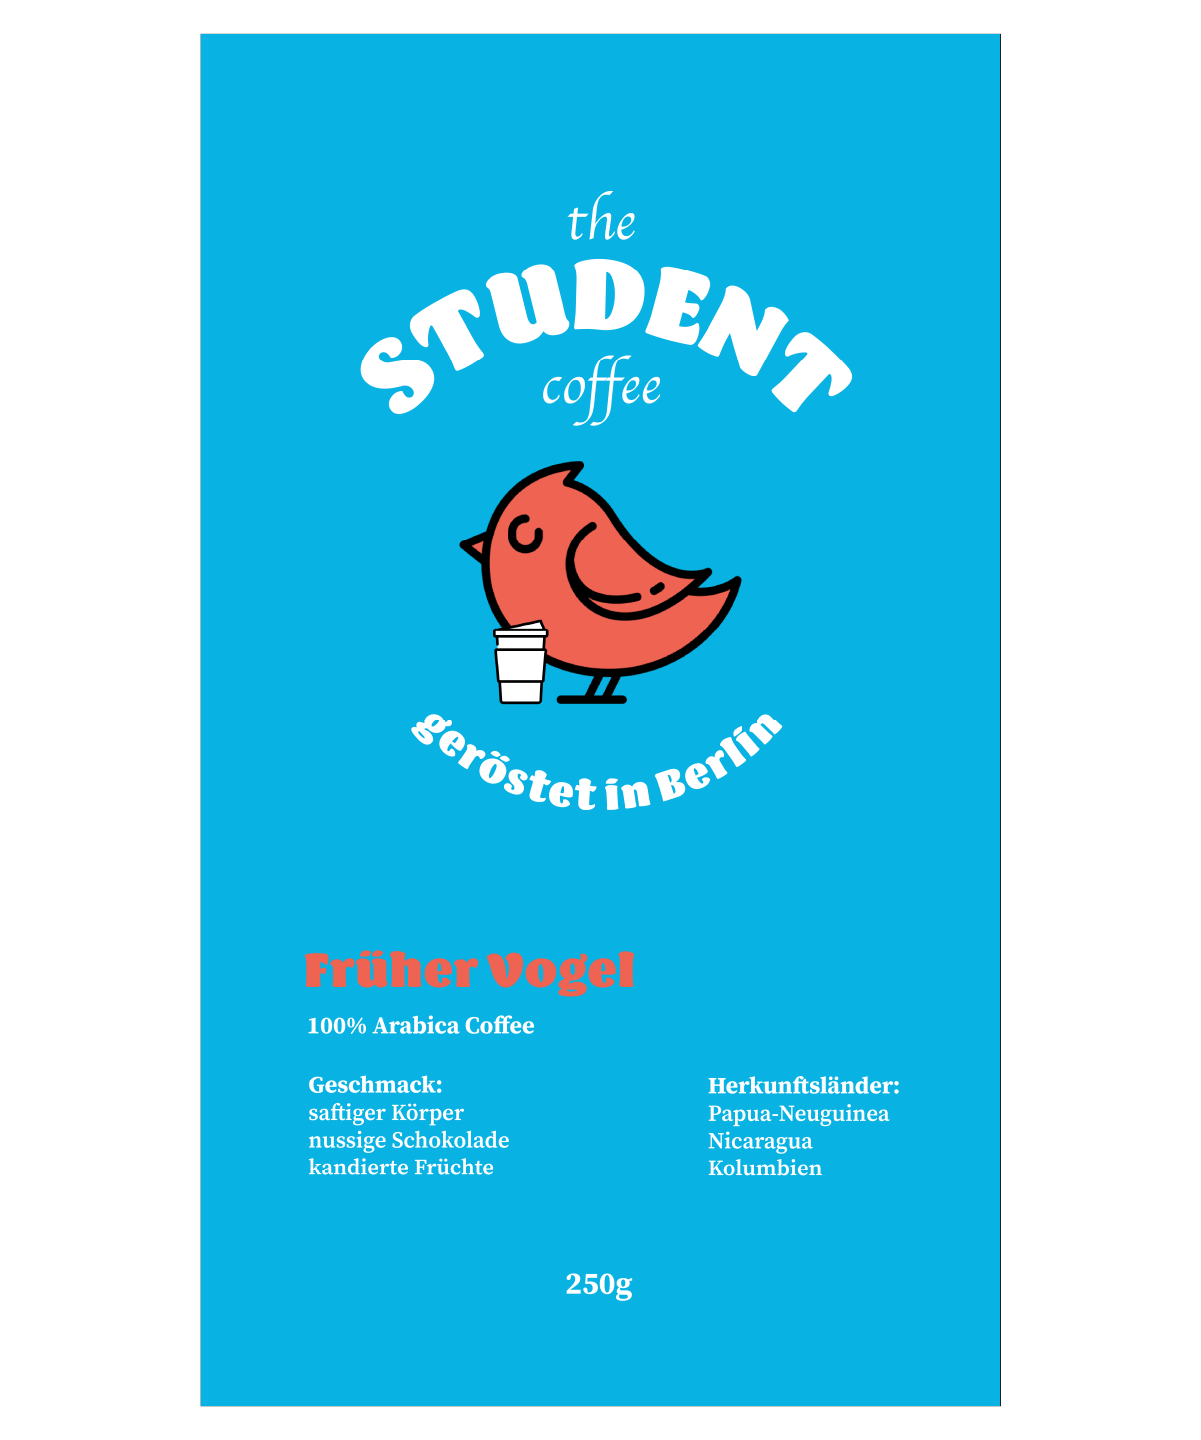 the
STUDENT
coffee
geröstet in Berlin
Früher Vogel
100% Arabica Coffee
Geschmack:
saftiger Körper
nussige Schokolade
kandierte Früchte
Herkunftsländer:
Papua-Neuguinea
Nicaragua
Kolumbien
250g